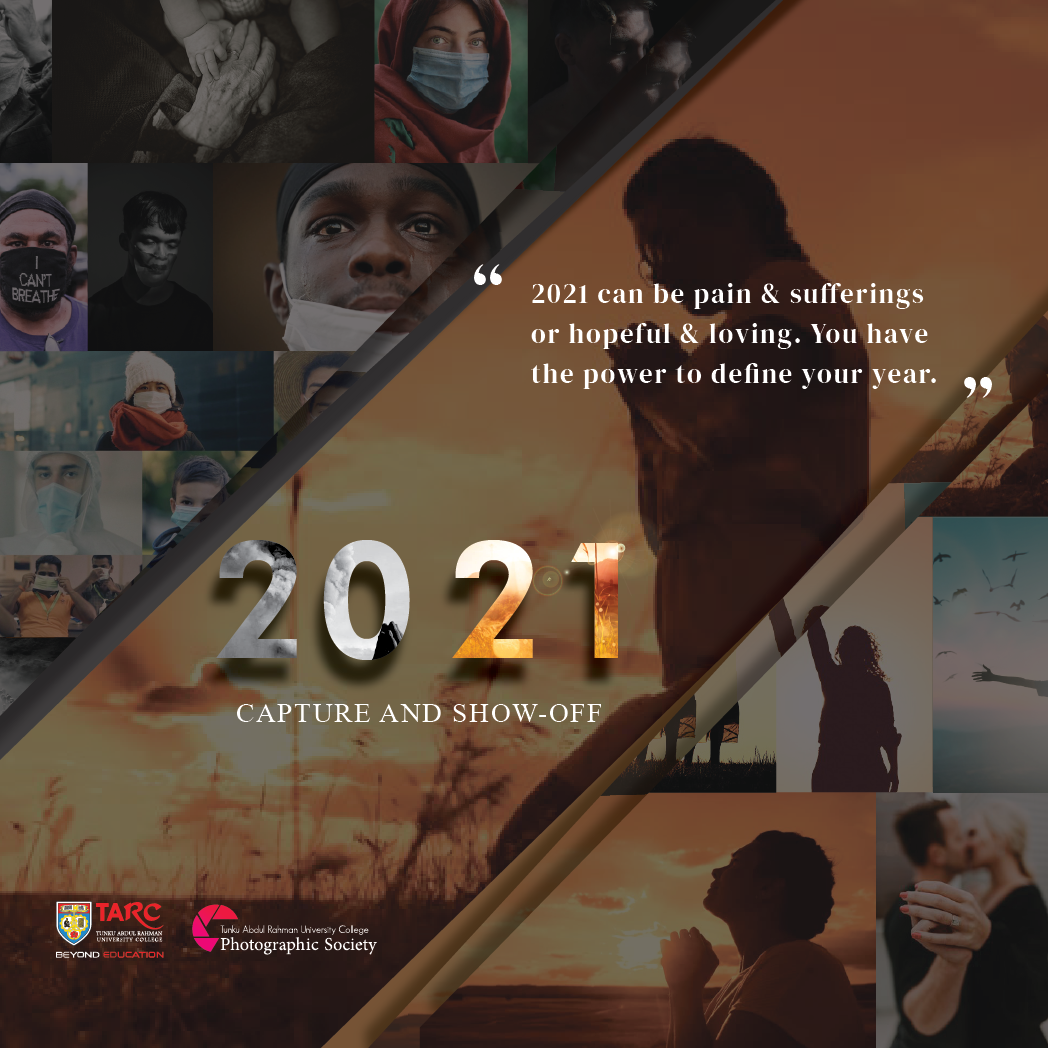 I
CAN'T
BREATHE
“
2021 can be pain & sufferings
or hopeful & loving. You have
the power to define your year.
”
2021
CAPTURE AND SHOW-OFF
TARC
TUNKU ABDUL RAHMAN
UNIVERSITY COLLEGE
BEYOND EDUCATION
Tunku Abdul Rahman University College
Photographic Society